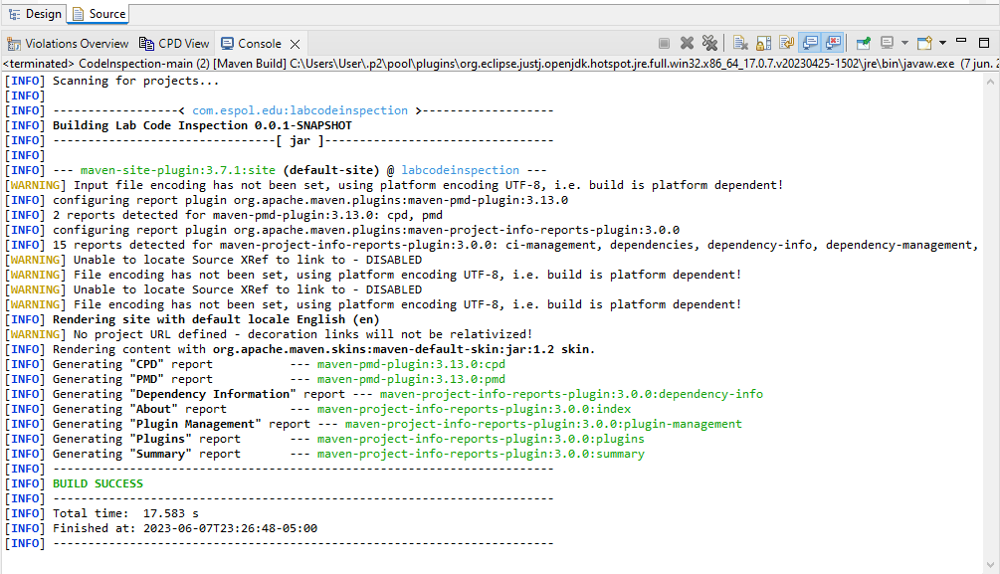 Design Source
Violations Overview CPD View Console
<terminated> CodeInspection-main (2) [Maven Build] C:\Users\User\.p2\pool\plugins\org.eclipse.justj.openjdk.hotspot.jre.full.win32.x86_64_17.0.7.v20230425-1502\jre\bin\javaw.exe (7 jun. 2
[INFO] Scanning for projects...
[INFO]
[INFO] ----------------< com.espol.edu:labcodeinspection >-----------------
[INFO] Building Lab Code Inspection 0.0.1-SNAPSHOT
[INFO] --------------------------------[ jar ]---------------------------------
[INFO]
[INFO] --- maven-site-plugin:3.7.1:site (default-site) @ labcodeinspection ---
[WARNING] Input file encoding has not been set, using platform encoding UTF-8, i.e. build is platform dependent!
[INFO] configuring report plugin org.apache.maven.plugins:maven-pmd-plugin:3.13.0
[INFO] 2 reports detected for maven-pmd-plugin:3.13.0: cpd, pmd
[INFO] configuring report plugin org.apache.maven.plugins:maven-project-info-reports-plugin:3.0.0
[INFO] 15 reports detected for maven-project-info-reports-plugin:3.0.0: ci-management, dependencies, dependency-info, dependency-management,
[WARNING] Unable to locate Source XRef to link to - DISABLED
[WARNING] File encoding has not been set, using platform encoding UTF-8, i.e. build is platform dependent!
[WARNING] Unable to locate Source XRef to link to - DISABLED
[WARNING] File encoding has not been set, using platform encoding UTF-8, i.e. build is platform dependent!
[INFO] Rendering site with default locale English (en)
[WARNING] No project URL defined - decoration links will not be relativized!
[INFO] Rendering content with org.apache.maven.skins:maven-default-skin:jar:1.2 skin.
[INFO] Generating "CPD" report --- maven-pmd-plugin:3.13.0:cpd
[INFO] Generating "PMD" report --- maven-pmd-plugin:3.13.0:pmd
[INFO] Generating "Dependency Information" report --- maven-project-info-reports-plugin:3.0.0:dependency-info
[INFO] Generating "About" report --- maven-project-info-reports-plugin:3.0.0:index
[INFO] Generating "Plugin Management" report --- maven-project-info-reports-plugin:3.0.0:plugin-management
[INFO] Generating "Plugins" report --- maven-project-info-reports-plugin:3.0.0:plugins
[INFO] Generating "Summary" report --- maven-project-info-reports-plugin:3.0.0:summary
[INFO] ------------------------------------------------------------------------
[INFO] BUILD SUCCESS
[INFO] ------------------------------------------------------------------------
[INFO] Total time: 17.583 s
[INFO] Finished at: 2023-06-07T23:26:48-05:00
[INFO] ------------------------------------------------------------------------